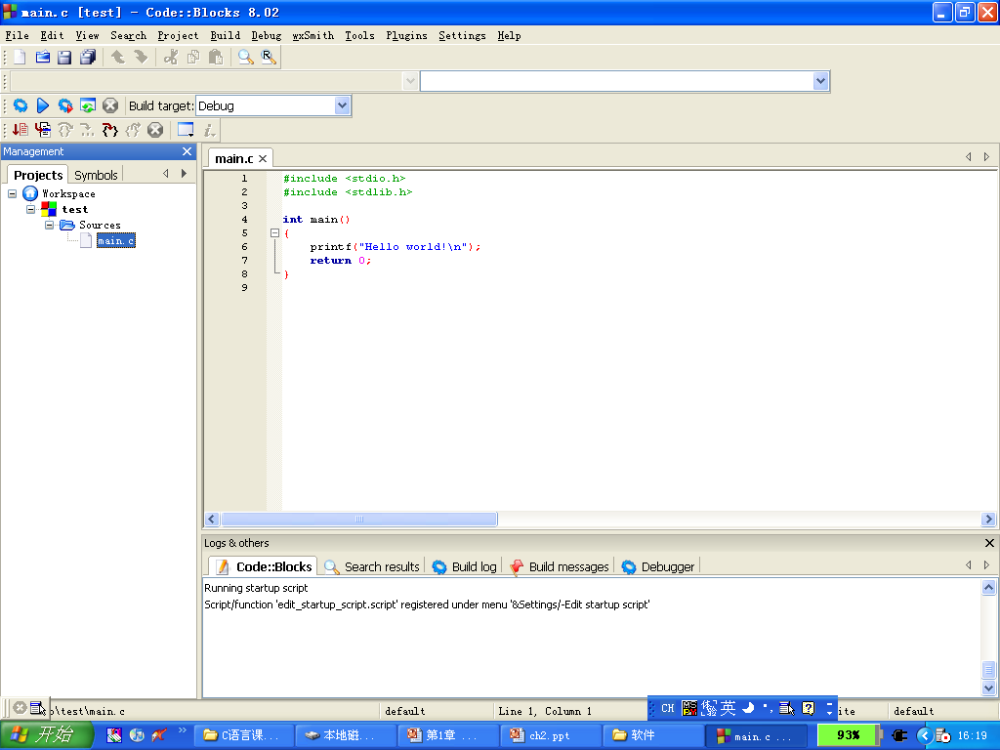 main.c [test] - Code::Blocks 8.02
File Edit View Search Project Build Debug wxSmith Tools Plugins Settings Help
Build target: Debug
Management
Projects Symbols
Workspace
test
Sources
main.c
main.c
1 #include <stdio.h>
2 #include <stdlib.h>
3
4 int main()
5 {
6 printf("Hello world!\n");
7 return 0;
8 }
9
Logs & others
Code::Blocks Search results Build log Build messages Debugger
Running startup script
Script/function 'edit_startup_script.script' registered under menu '&Settings/-Edit startup script'
\test\main.c default Line 1, Column 1 CH 英 default
开始 C语言课... 本地磁... 第1章 ... ch2.ppt 软件 main.c ... 93% 16:19